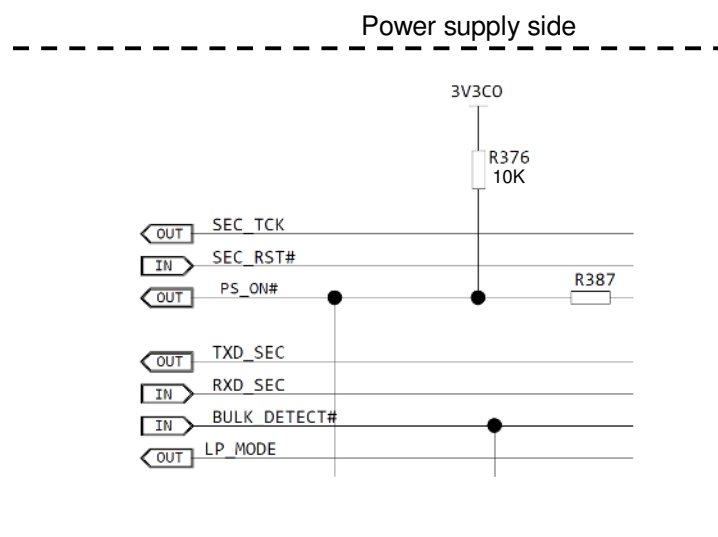 Power supply side
3V3CO
R376
10K
OUT SEC_TCK
IN SEC_RST#
OUT PS_ON# R387
OUT TXD_SEC
IN RXD_SEC
IN BULK_DETECT#
OUT LP_MODE